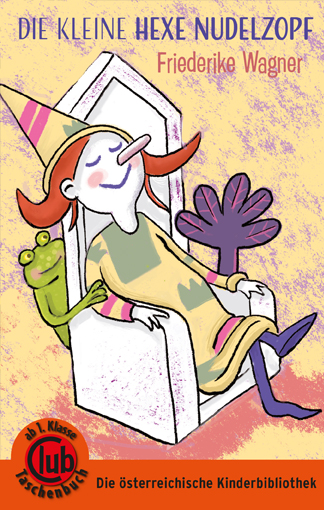 DIE KLEINE HEXE NUDELZOPF
Friederike Wagner
ab 1. Klasse
Club
Taschenbuch
Die österreichische Kinderbibliothek